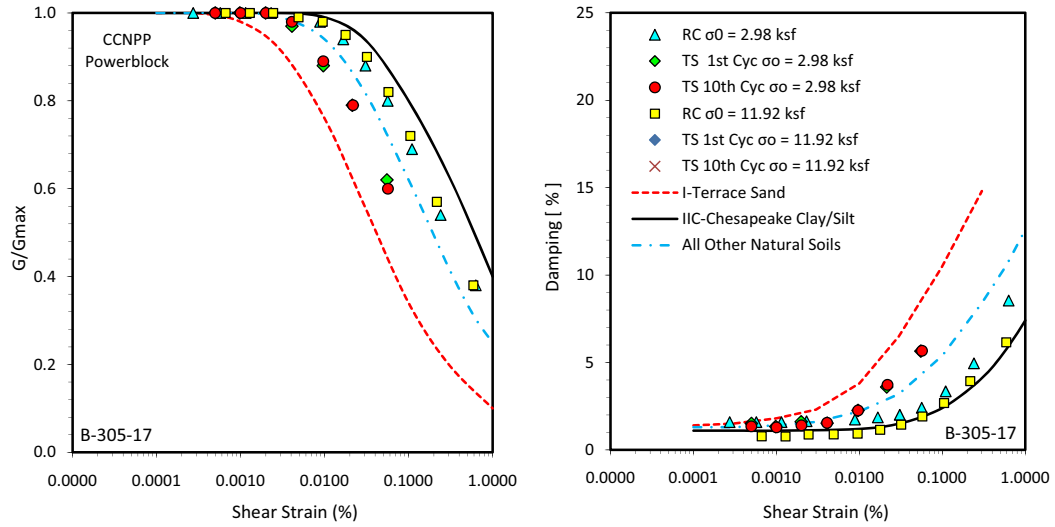 CCNPP
Powerblock
G/Gmax
1.0
0.8
0.6
0.4
0.2
0.0
B-305-17
0.0000
0.0001
0.0010
0.0100
0.1000
1.0000
Shear Strain (%)
Damping [ % ]
25
20
15
10
5
0
RC σ0 = 2.98 ksf
TS 1st Cyc σo = 2.98 ksf
TS 10th Cyc σo = 2.98 ksf
RC σ0 = 11.92 ksf
TS 1st Cyc σo = 11.92 ksf
TS 10th Cyc σo = 11.92 ksf
I-Terrace Sand
IIC-Chesapeake Clay/Silt
All Other Natural Soils
B-305-17
0.0000
0.0001
0.0010
0.0100
0.1000
1.0000
Shear Strain (%)